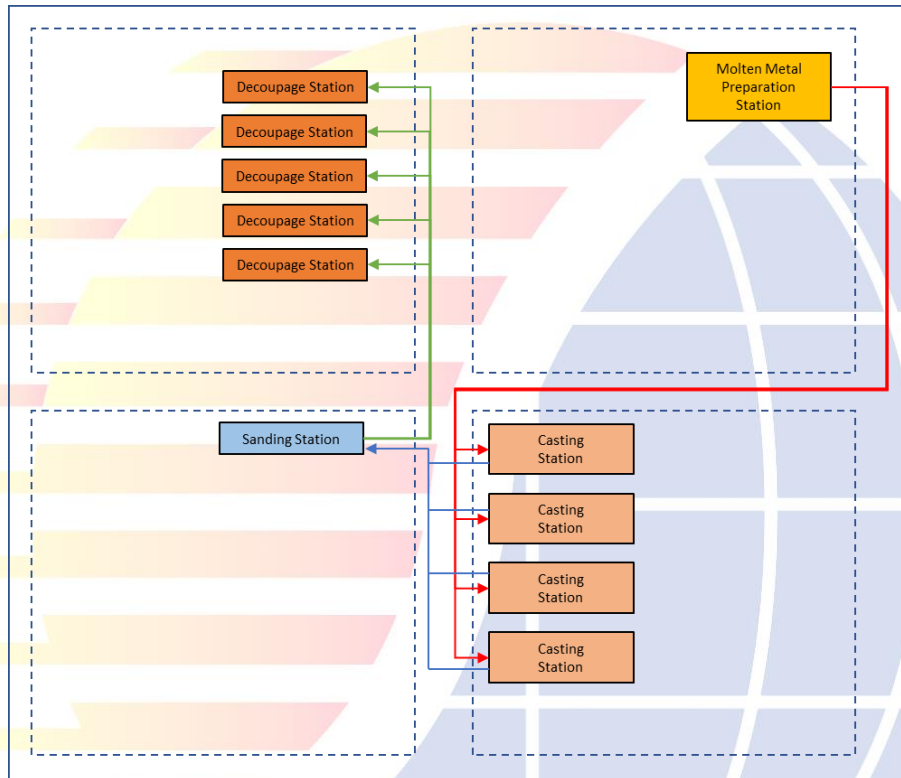 Decoupage Station
Decoupage Station
Decoupage Station
Decoupage Station
Decoupage Station
Molten Metal
Preparation
Station
Sanding Station
Casting
Station
Casting
Station
Casting
Station
Casting
Station